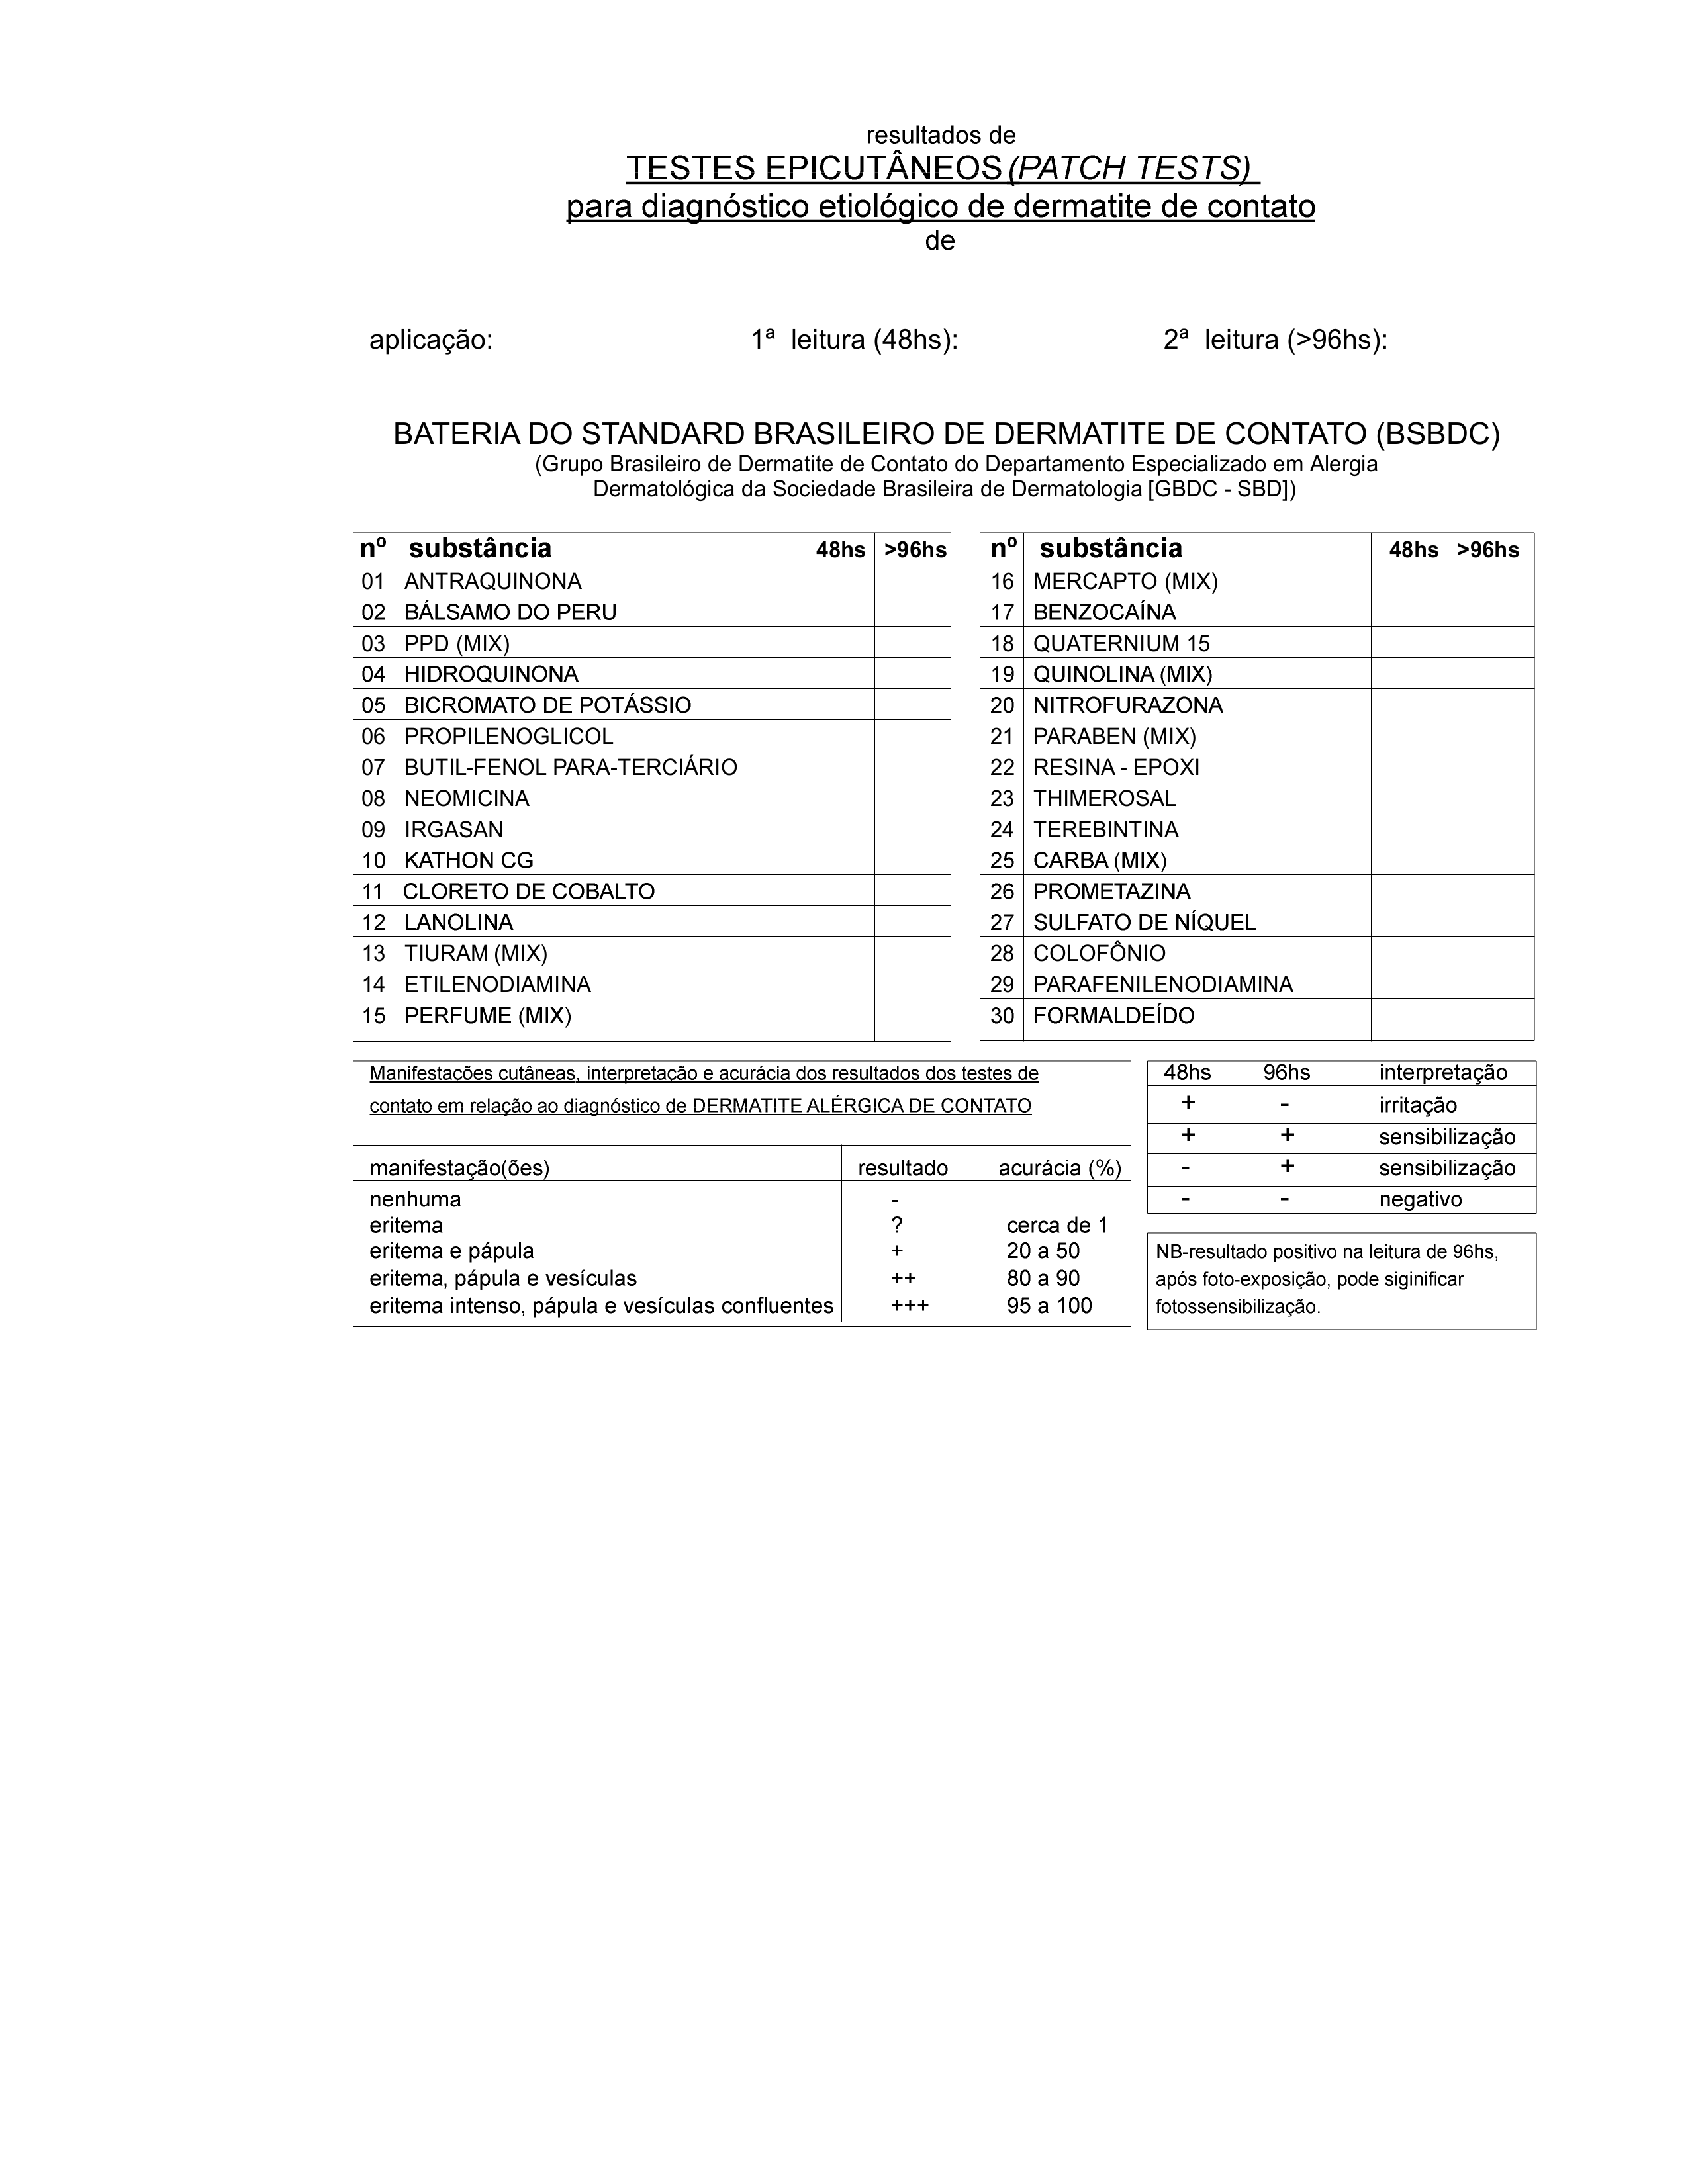 resultados de
TESTES EPICUTÂNEOS (PATCH TESTS)
para diagnóstico etiológico de dermatite de contato
de
aplicação: 1ª leitura (48hs): 2ª leitura (>96hs):
BATERIA DO STANDARD BRASILEIRO DE DERMATITE DE CONTATO (BSBDC)
(Grupo Brasileiro de Dermatite de Contato do Departamento Especializado em Alergia
Dermatológica da Sociedade Brasileira de Dermatologia [GBDC - SBD])
nº substância 48hs >96hs
01 ANTRAQUINONA
02 BÁLSAMO DO PERU
03 PPD (MIX)
04 HIDROQUINONA
05 BICROMATO DE POTÁSSIO
06 PROPILENOGLICOL
07 BUTIL-FENOL PARA-TERCIÁRIO
08 NEOMICINA
09 IRGASAN
10 KATHON CG
11 CLORETO DE COBALTO
12 LANOLINA
13 TIURAM (MIX)
14 ETILENODIAMINA
15 PERFUME (MIX)
nº substância 48hs >96hs
16 MERCAPTO (MIX)
17 BENZOCAÍNA
18 QUATERNIUM 15
19 QUINOLINA (MIX)
20 NITROFURAZONA
21 PARABEN (MIX)
22 RESINA - EPOXI
23 THIMEROSAL
24 TEREBINTINA
25 CARBA (MIX)
26 PROMETAZINA
27 SULFATO DE NÍQUEL
28 COLOFÔNIO
29 PARAFENILENODIAMINA
30 FORMALDEÍDO
Manifestações cutâneas, interpretação e acurácia dos resultados dos testes de
contato em relação ao diagnóstico de DERMATITE ALÉRGICA DE CONTATO
manifestação(ões) resultado acurácia (%)
nenhuma -
eritema ? cerca de 1
eritema e pápula + 20 a 50
eritema, pápula e vesículas ++ 80 a 90
eritema intenso, pápula e vesículas confluentes +++ 95 a 100
48hs 96hs interpretação
+ - irritação
+ + sensibilização
- + sensibilização
- - negativo
NB-resultado positivo na leitura de 96hs,
após foto-exposição, pode siginificar
fotossensibilização.